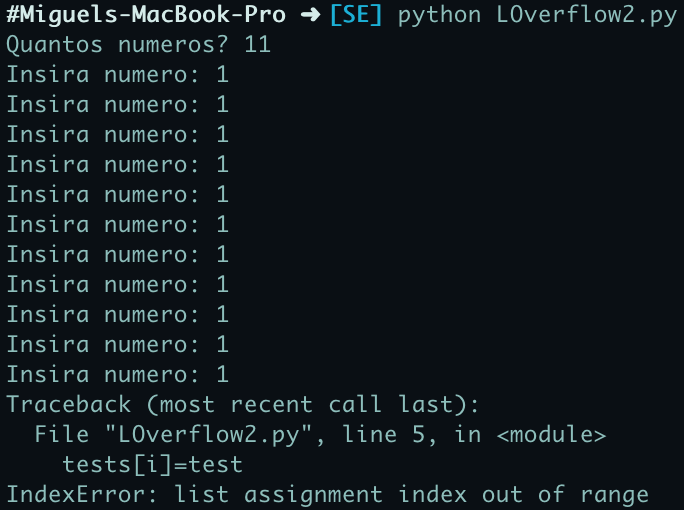 #Miguels-MacBook-Pro ➜ [SE] python LOverflow2.py
Quantos numeros? 11
Insira numero: 1
Insira numero: 1
Insira numero: 1
Insira numero: 1
Insira numero: 1
Insira numero: 1
Insira numero: 1
Insira numero: 1
Insira numero: 1
Insira numero: 1
Insira numero: 1
Traceback (most recent call last):
  File "LOverflow2.py", line 5, in <module>
    tests[i]=test
IndexError: list assignment index out of range